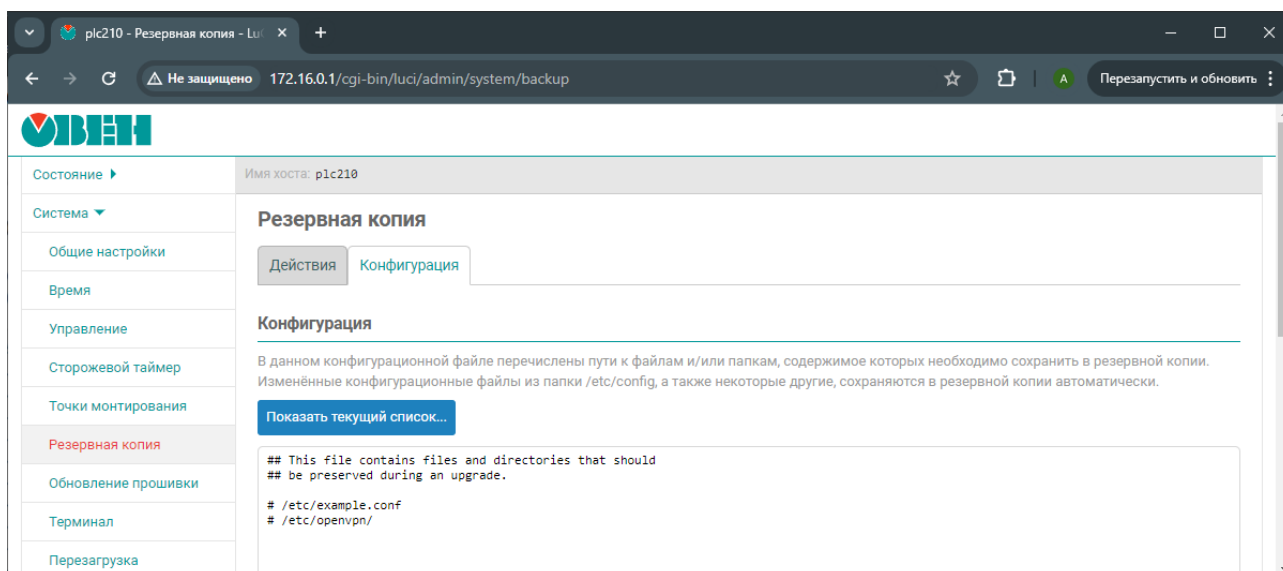 plc210 - Резервная копия - Lu
Не защищено 172.16.0.1/cgi-bin/luci/admin/system/backup
A
Перезапустить и обновить
ОВЕН
Состояние
Имя хоста: plc210
Система
Резервная копия
Общие настройки
Действия
Конфигурация
Время
Управление
Конфигурация
Сторожевой таймер
В данном конфигурационной файле перечислены пути к файлам и/или папкам, содержимое которых необходимо сохранить в резервной копии.
Изменённые конфигурационные файлы из папки /etc/config, а также некоторые другие, сохраняются в резервной копии автоматически.
Точки монтирования
Показать текущий список...
Резервная копия
## This file contains files and directories that should
## be preserved during an upgrade.
Обновление прошивки
# /etc/example.conf
# /etc/openvpn/
Терминал
Перезагрузка